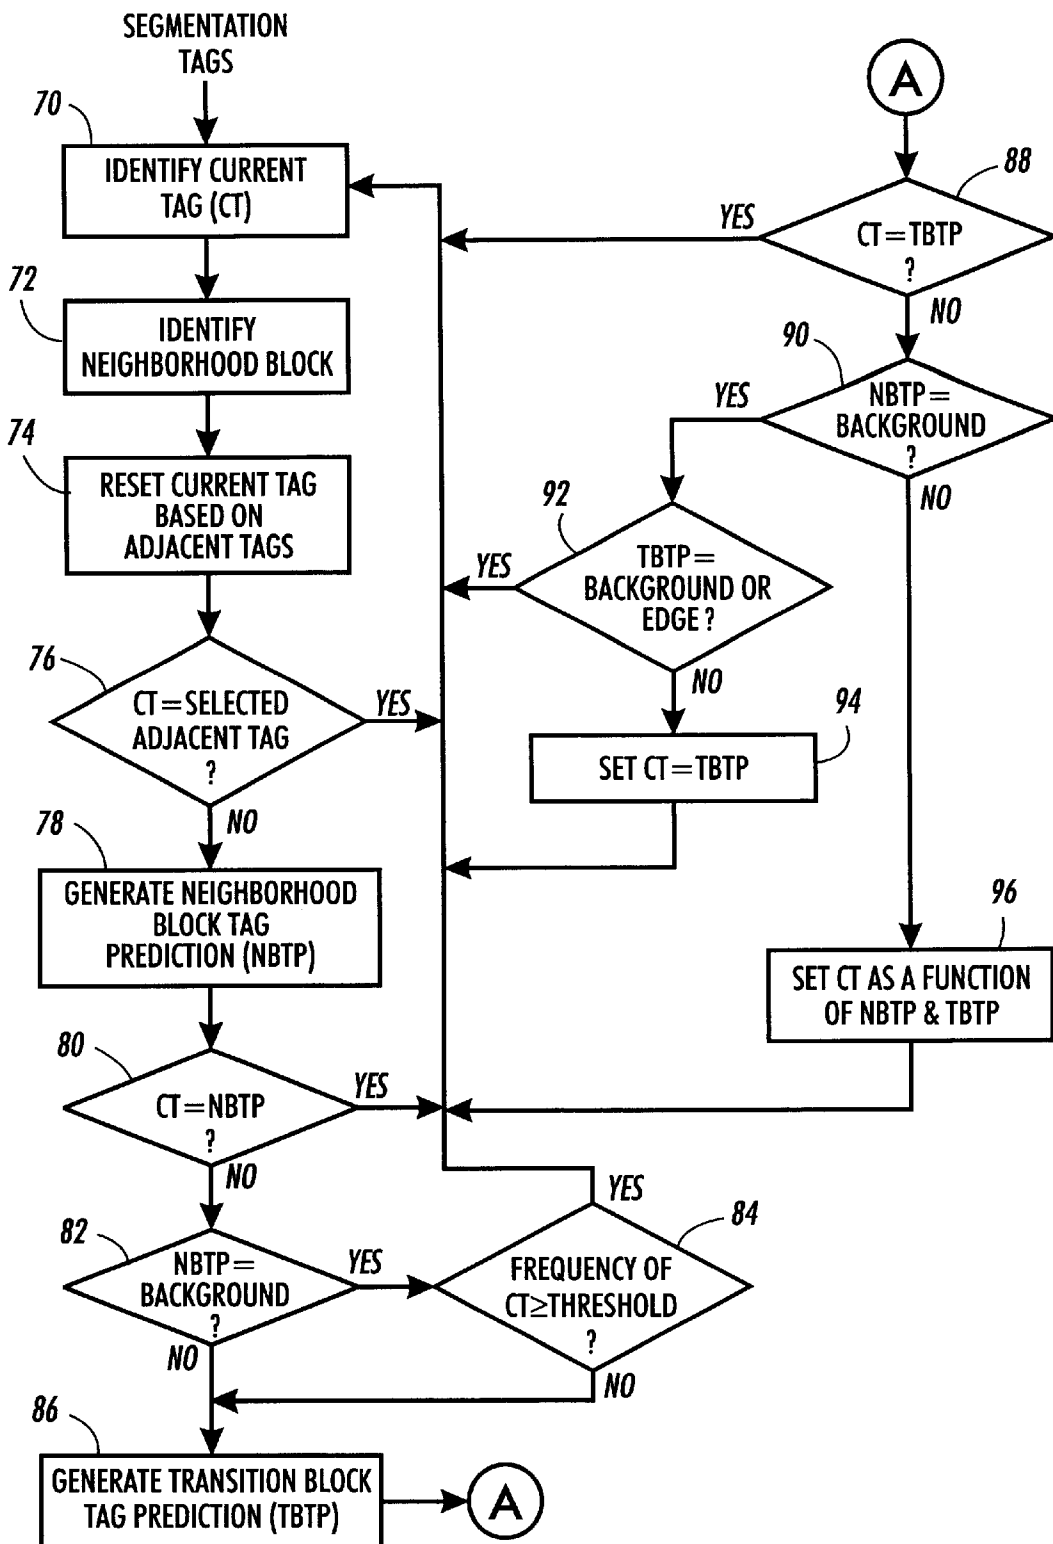 SEGMENTATION
TAGS
70
IDENTIFY CURRENT
TAG (CT)
72
IDENTIFY
NEIGHBORHOOD BLOCK
74
RESET CURRENT TAG
BASED ON
ADJACENT TAGS
76
CT=SELECTED
ADJACENT TAG
?
YES
NO
78
GENERATE NEIGHBORHOOD
BLOCK TAG
PREDICTION (NBTP)
80
CT=NBTP
?
YES
NO
82
NBTP=
BACKGROUND
?
YES
NO
84
FREQUENCY OF
CT≥THRESHOLD
?
YES
NO
86
GENERATE TRANSITION BLOCK
TAG PREDICTION (TBTP)
A
A
88
CT=TBTP
?
YES
NO
90
NBTP=
BACKGROUND
?
YES
NO
92
TBTP=
BACKGROUND OR
EDGE ?
YES
NO
94
SET CT=TBTP
96
SET CT AS A FUNCTION
OF NBTP & TBTP